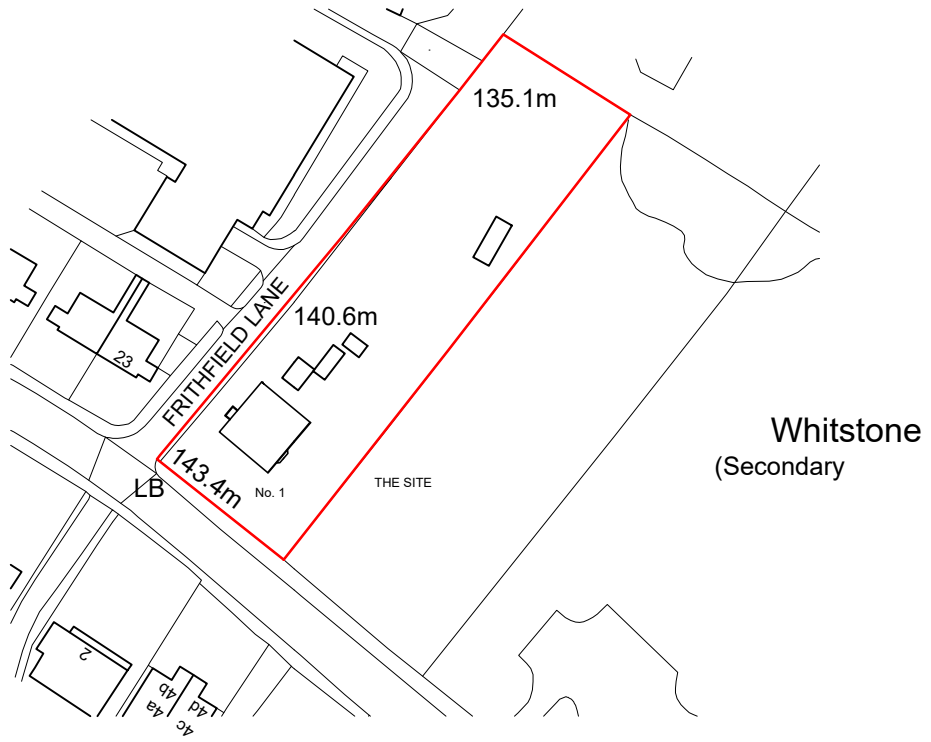 135.1m
140.6m
FRITHFIELD LANE
23
Whitstone
(Secondary
143.4m
THE SITE
LB
No. 1
2
4b
4a
4d
4c